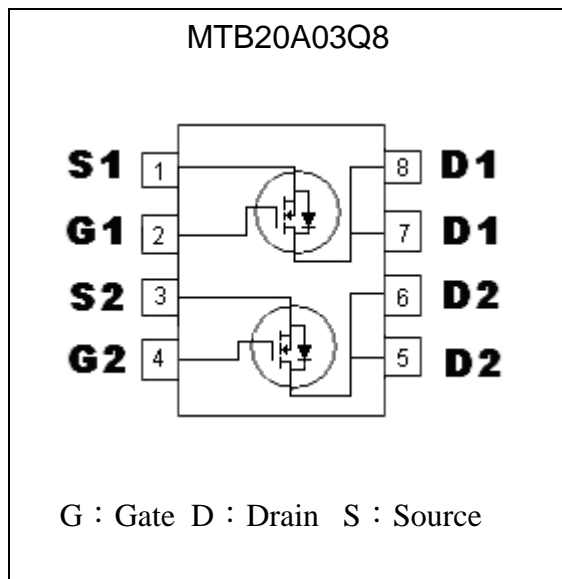 MTB20A03Q8
S1 1 8 D1
G1 2 7 D1
S2 3 6 D2
G2 4 5 D2
G：Gate D：Drain S：Source